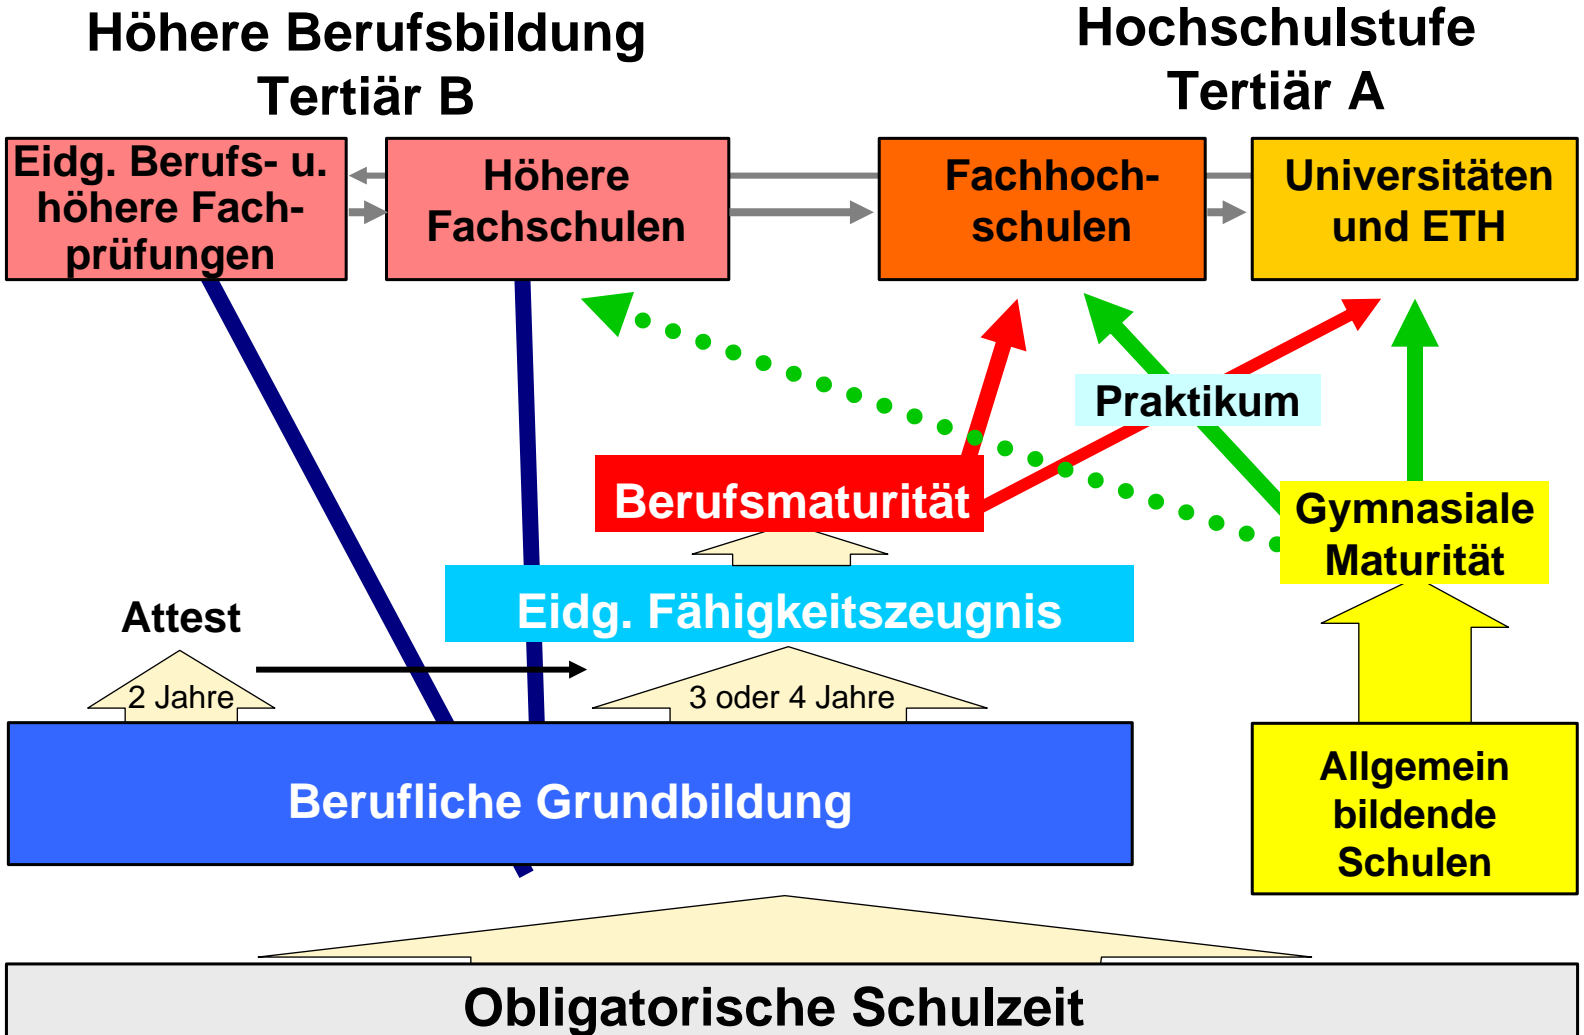 Höhere Berufsbildung
Tertiär B
Hochschulstufe
Tertiär A
Eidg. Berufs- u.
höhere Fach-
prüfungen
Höhere
Fachschulen
Fachhoch-
schulen
Universitäten
und ETH
Praktikum
Berufsmaturität
Gymnasiale
Maturität
Eidg. Fähigkeitszeugnis
Attest
2 Jahre
3 oder 4 Jahre
Berufliche Grundbildung
Allgemein
bildende
Schulen
Obligatorische Schulzeit